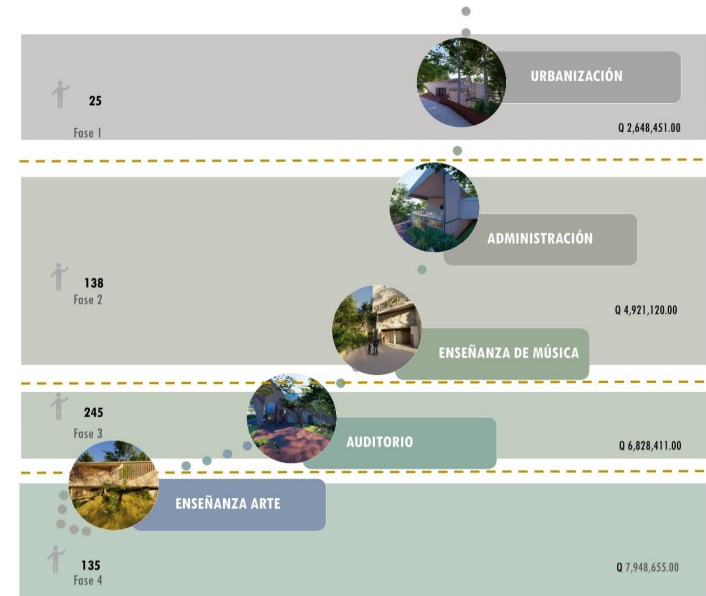 URBANIZACIÓN
25
Fase 1
Q 2,648,451.00
ADMINISTRACIÓN
138
Fase 2
Q 4,921,120.00
ENSEÑANZA DE MÚSICA
245
Fase 3
AUDITORIO
Q 6,828,411.00
ENSEÑANZA ARTE
135
Fase 4
Q 7,948,655.00